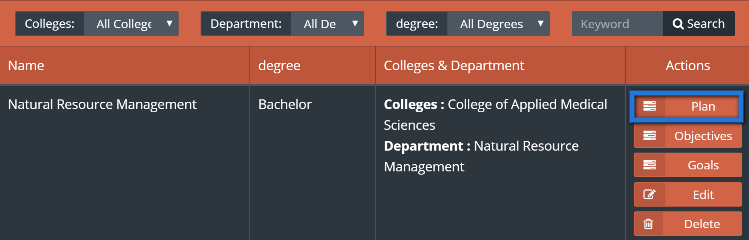 Colleges: All College Department: All De degree: All Degrees Keyword Search
Name degree Colleges & Department Actions
Natural Resource Management Bachelor Colleges : College of Applied Medical Plan
Sciences
Objectives
Department : Natural Resource
Management
Goals
Edit
Delete